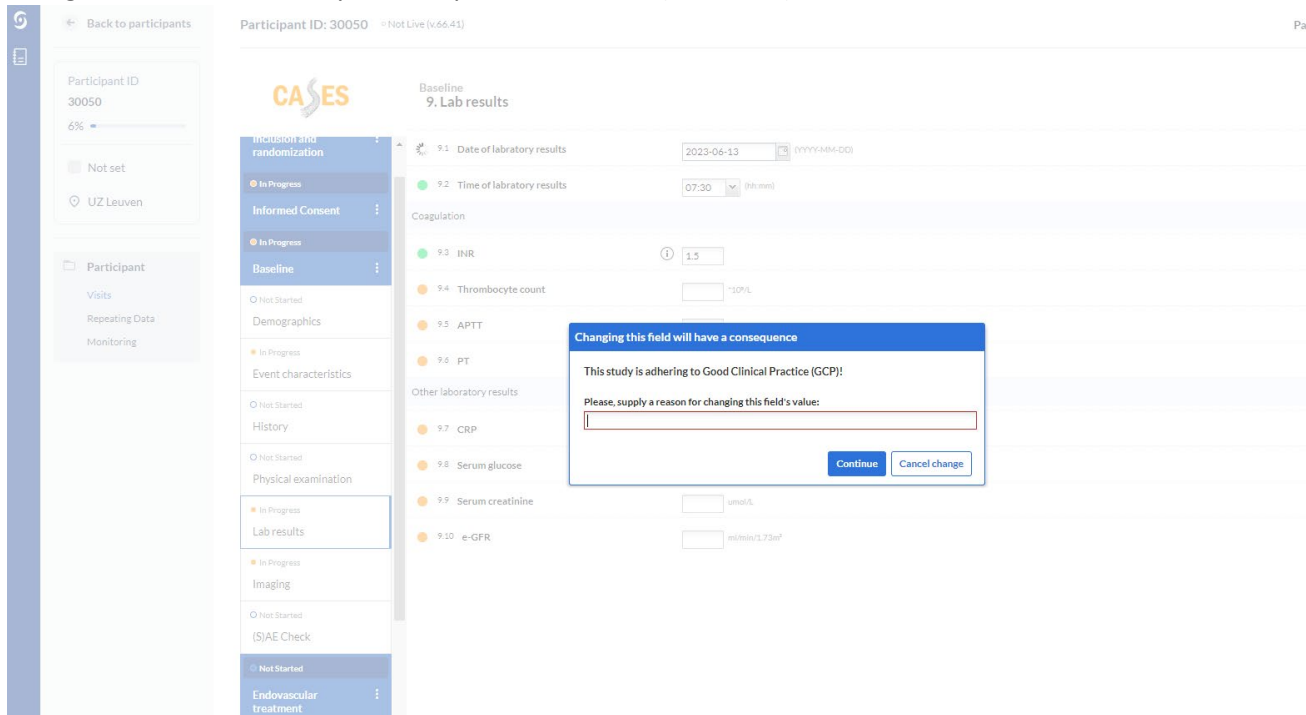 Back to participants
Participant ID: 30050
Not Live (v.66.41)
Pa
Participant ID
30050
6%
Not set
UZ Leuven
Participant
Visits
Repeating Data
Monitoring
CASES
Baseline
9. Lab results
Inclusion and
randomization
In Progress
Informed Consent
In Progress
Baseline
Not Started
Demographics
In Progress
Event characteristics
Not Started
History
Not Started
Physical examination
In Progress
Lab results
In Progress
Imaging
Not Started
(S)AE Check
Not Started
Endovascular
treatment
9.1 Date of labratory results 2023-06-13 (YYYY-MM-DD)
9.2 Time of labratory results 07:30 (hh:mm)
Coagulation
9.3 INR 1.5
9.4 Thrombocyte count *10⁹/L
9.5 APTT
9.6 PT
Other laboratory results
9.7 CRP
9.8 Serum glucose
9.9 Serum creatinine umol/L
9.10 e-GFR ml/min/1.73m²
Changing this field will have a consequence
This study is adhering to Good Clinical Practice (GCP)!
Please, supply a reason for changing this field's value:
Continue Cancel change